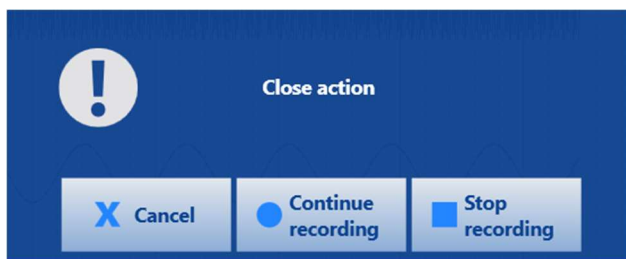 Close action
Cancel
Continue
recording
Stop
recording